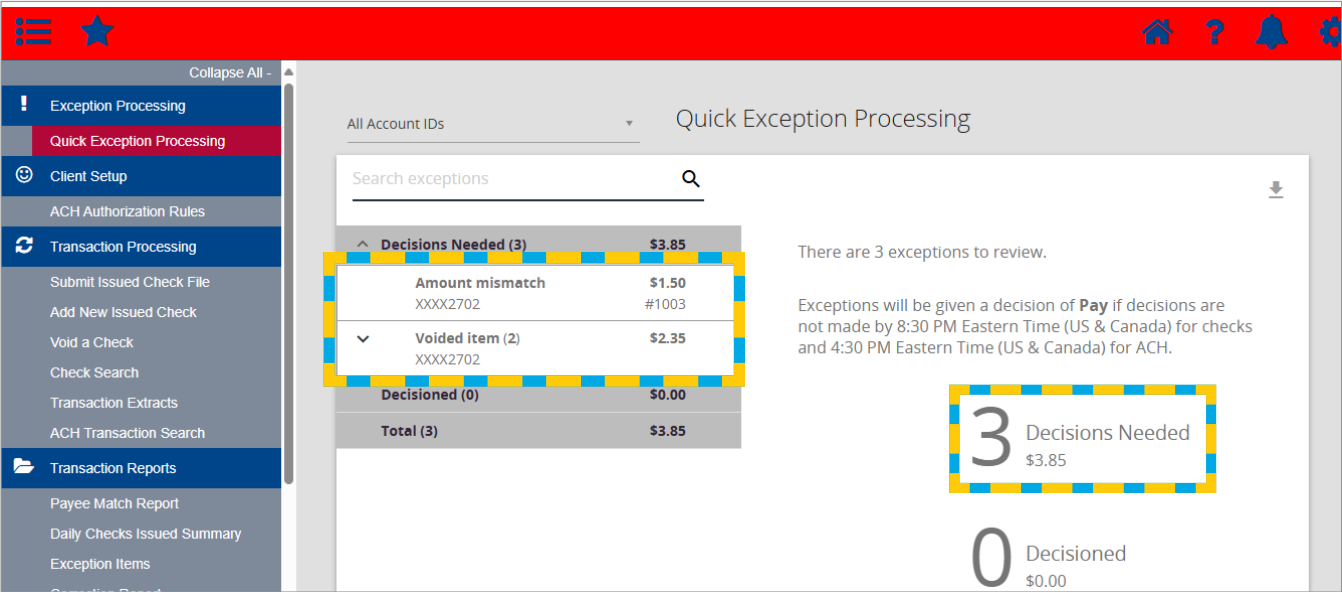 Collapse All -
Exception Processing
Quick Exception Processing
Client Setup
ACH Authorization Rules
Transaction Processing
Submit Issued Check File
Add New Issued Check
Void a Check
Check Search
Transaction Extracts
ACH Transaction Search
Transaction Reports
Payee Match Report
Daily Checks Issued Summary
Exception Items
All Account IDs
Quick Exception Processing
Search exceptions
Decisions Needed (3) $3.85
Amount mismatch $1.50
XXXX2702 #1003
Voided item (2) $2.35
XXXX2702
Decisioned (0) $0.00
Total (3) $3.85
There are 3 exceptions to review.
Exceptions will be given a decision of Pay if decisions are
not made by 8:30 PM Eastern Time (US & Canada) for checks
and 4:30 PM Eastern Time (US & Canada) for ACH.
3 Decisions Needed
$3.85
0 Decisioned
$0.00